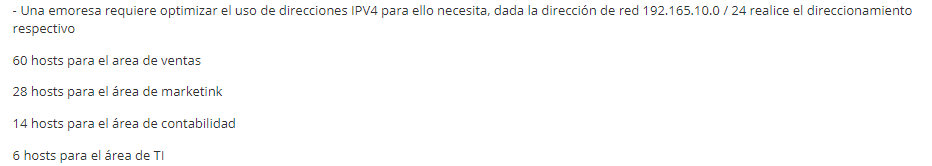 - Una emoresa requiere optimizar el uso de direcciones IPV4 para ello necesita, dada la dirección de red 192.165.10.0 / 24 realice el direccionamiento
respectivo
60 hosts para el area de ventas
28 hosts para el área de marketink
14 hosts para el área de contabilidad
6 hosts para el área de TI